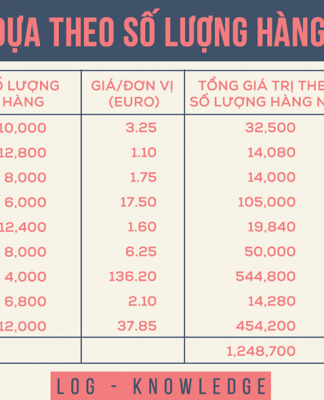 DỰA THEO SỐ LƯỢNG HÀNG
LƯỢNG GIÁ/ĐƠN VỊ TỔNG GIÁ TRỊ
HÀNG (EURO) SỐ LƯỢNG HÀNG
10,000 3.25 32,500
12,800 1.10 14,080
8,000 1.75 14,000
6,000 17.50 105,000
12,400 1.60 19,840
8,000 6.25 50,000
4,000 136.20 544,800
6,800 2.10 14,280
12,000 37.85 454,200
1,248,700
LOG - KNOWLEDGE